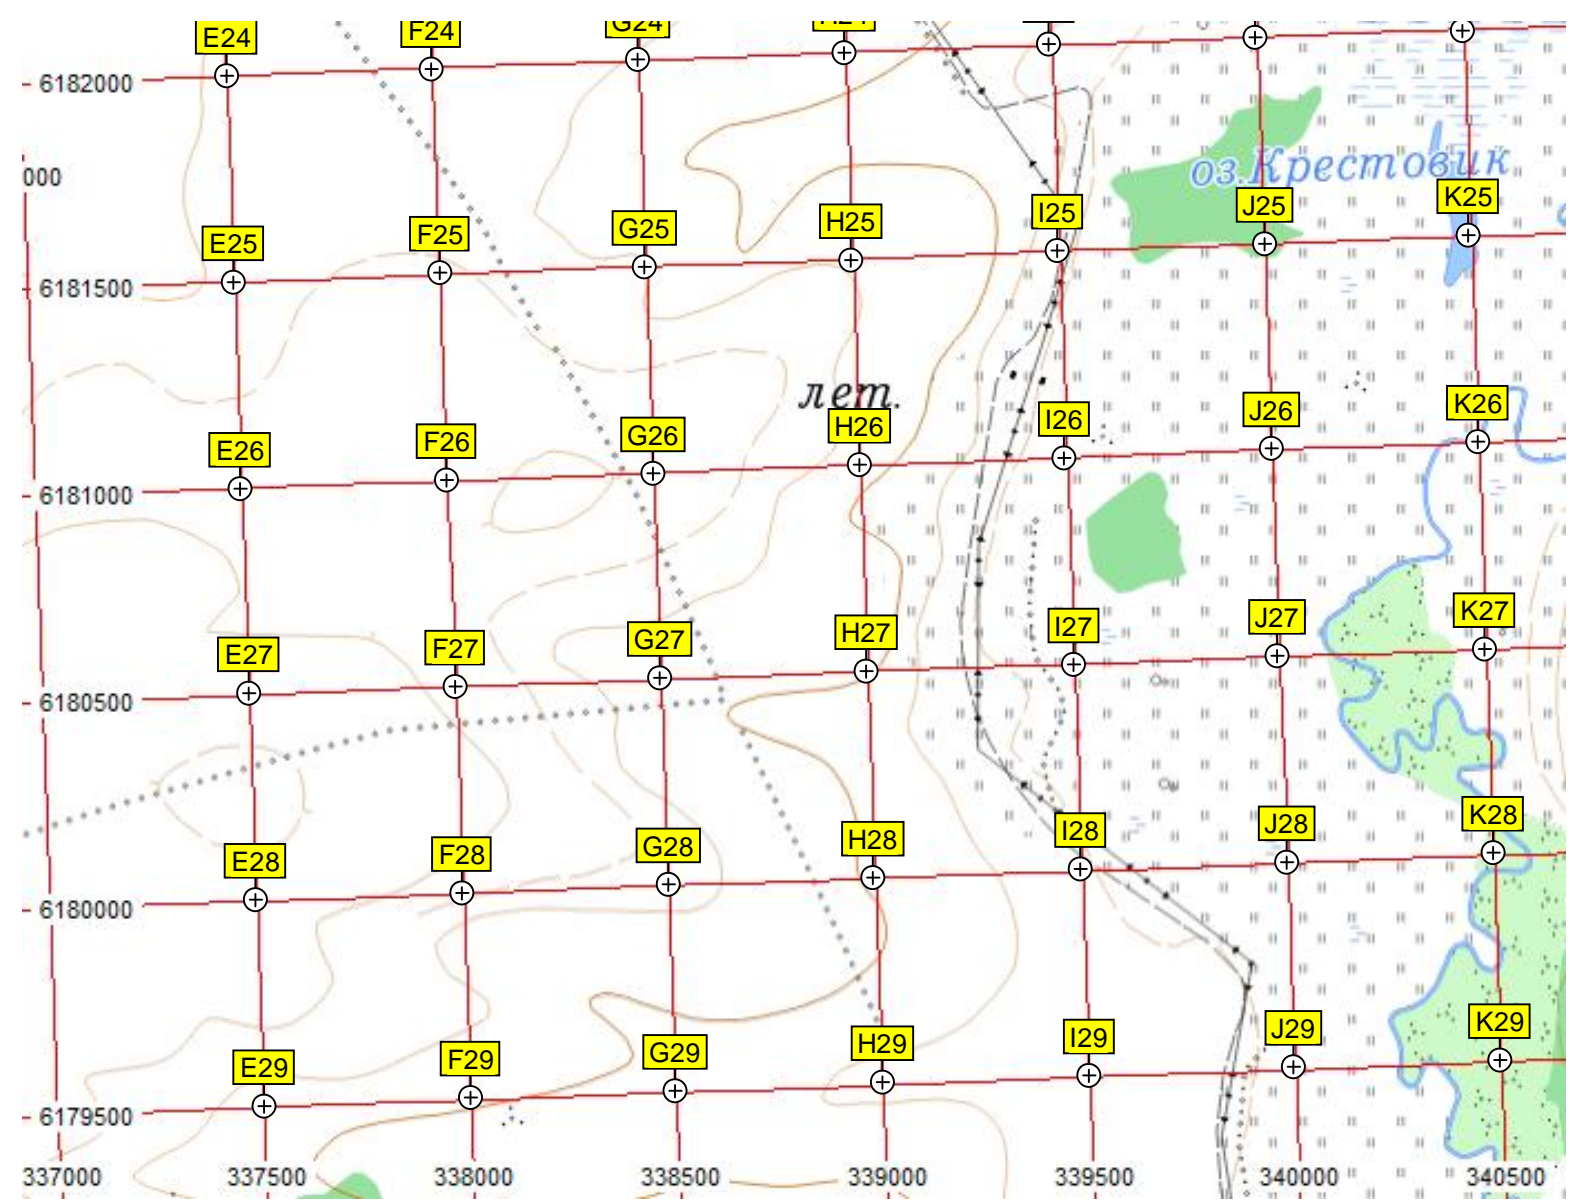 E24 F24 G24 H24
6182000
000
оз.Крестовик
E25 F25 G25 H25 I25 J25 K25
6181500
лет.
E26 F26 G26 H26 I26 J26 K26
6181000
E27 F27 G27 H27 I27 J27 K27
6180500
E28 F28 G28 H28 I28 J28 K28
6180000
E29 F29 G29 H29 I29 J29 K29
6179500
337000 337500 338000 338500 339000 339500 340000 340500